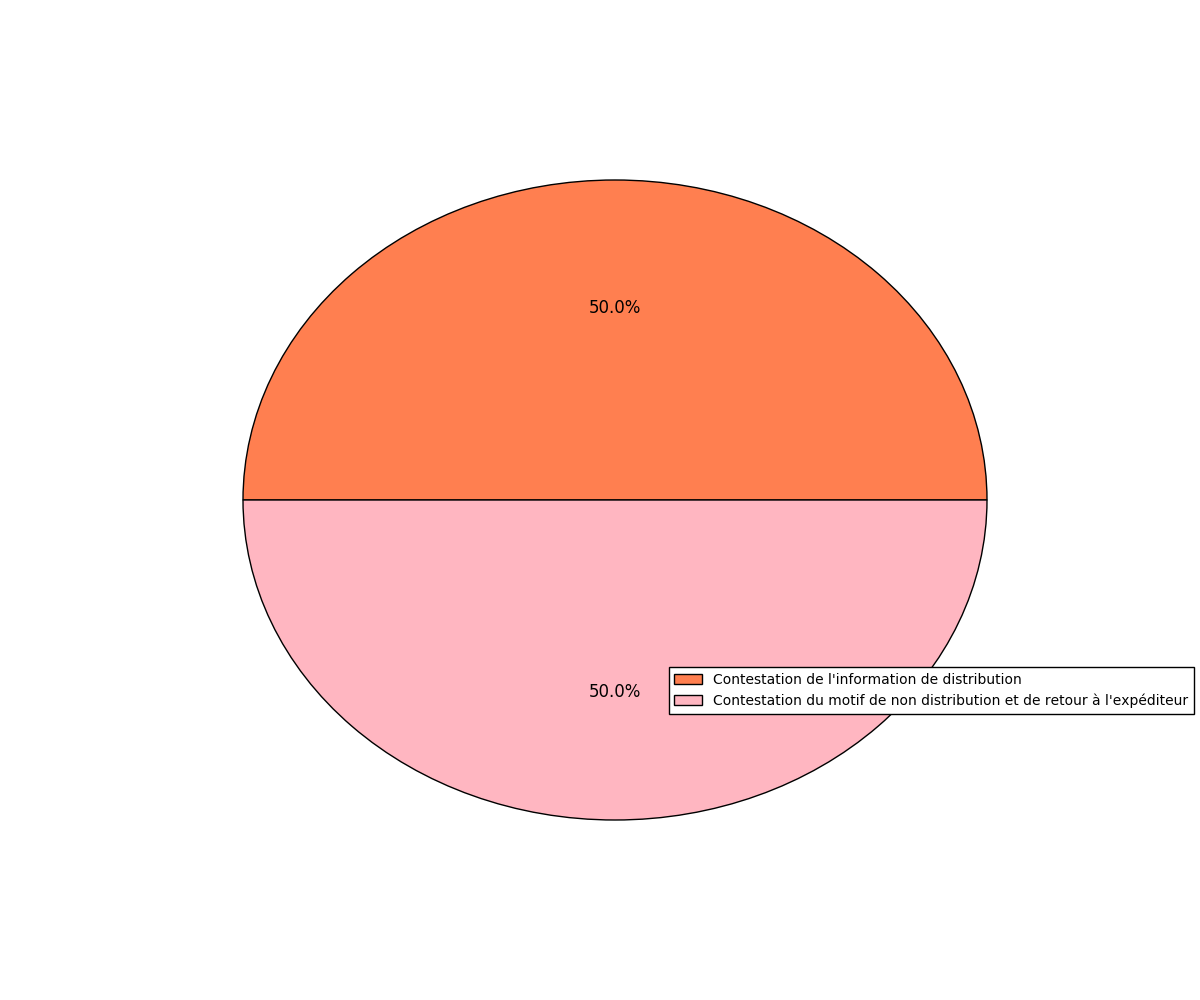 50.0%
Contestation de l'information de distribution
50.0%
Contestation du motif de non distribution et de retour à l'expéditeur